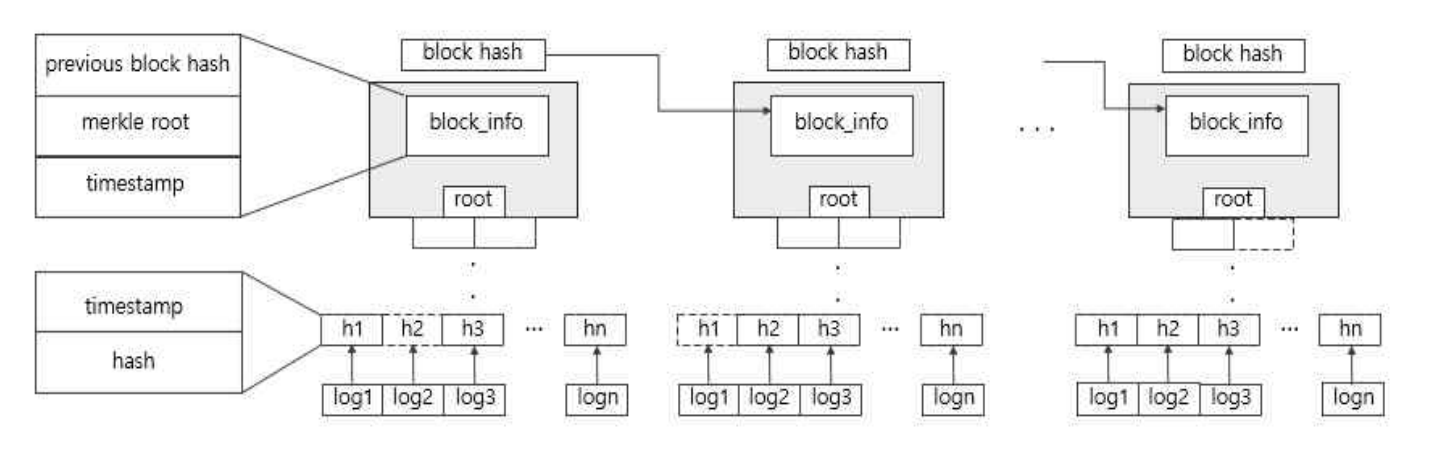 previous block hash
merkle root
timestamp
block hash
block_info
root
block hash
block_info
root
. . .
block hash
block_info
root
timestamp
hash
h1 h2 h3 ... hn
log1 log2 log3 logn
h1 h2 h3 ... hn
log1 log2 log3 logn
h1 h2 h3 ... hn
log1 log2 log3 logn